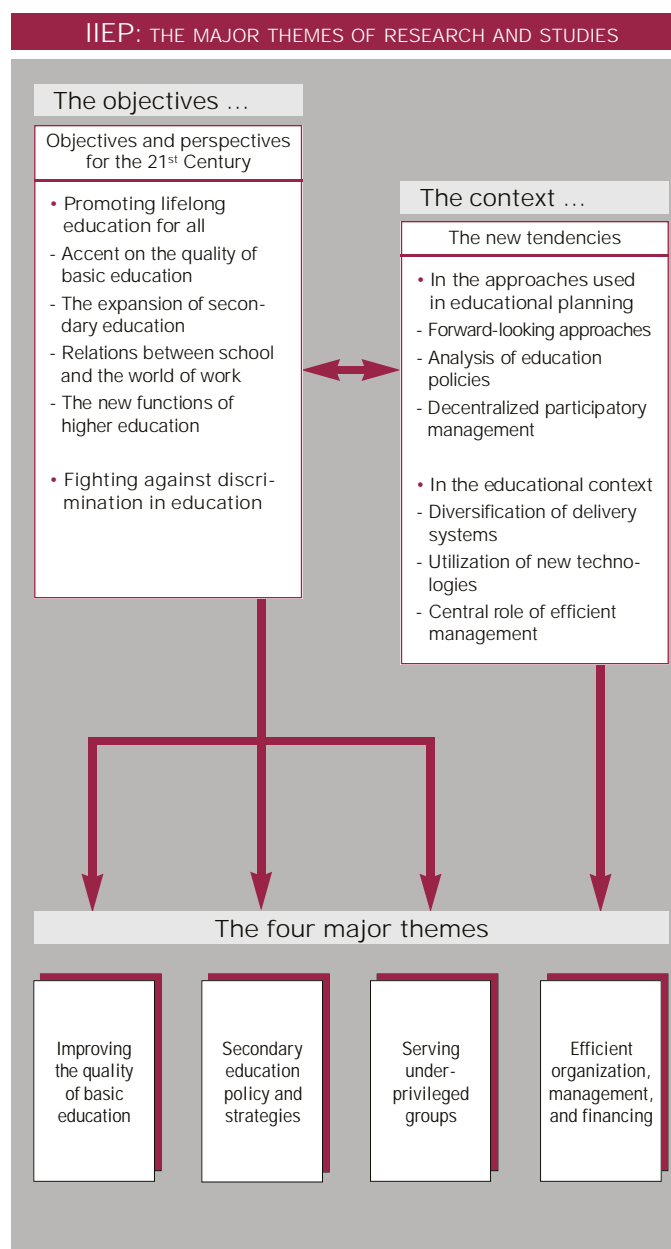 IIEP: THE MAJOR THEMES OF RESEARCH AND STUDIES
The objectives …
Objectives and perspectives
for the 21st Century
• Promoting lifelong
education for all
- Accent on the quality of
basic education
- The expansion of secon-
dary education
- Relations between school
and the world of work
- The new functions of
higher education
• Fighting against discri-
mination in education
The context …
The new tendencies
• In the approaches used
in educational planning
- Forward-looking approaches
- Analysis of education
policies
- Decentralized participatory
management
• In the educational context
- Diversification of delivery
systems
- Utilization of new techno-
logies
- Central role of efficient
management
The four major themes
Improving
the quality
of basic
education
Secondary
education
policy and
strategies
Serving
under-
privileged
groups
Efficient
organization,
management,
and financing